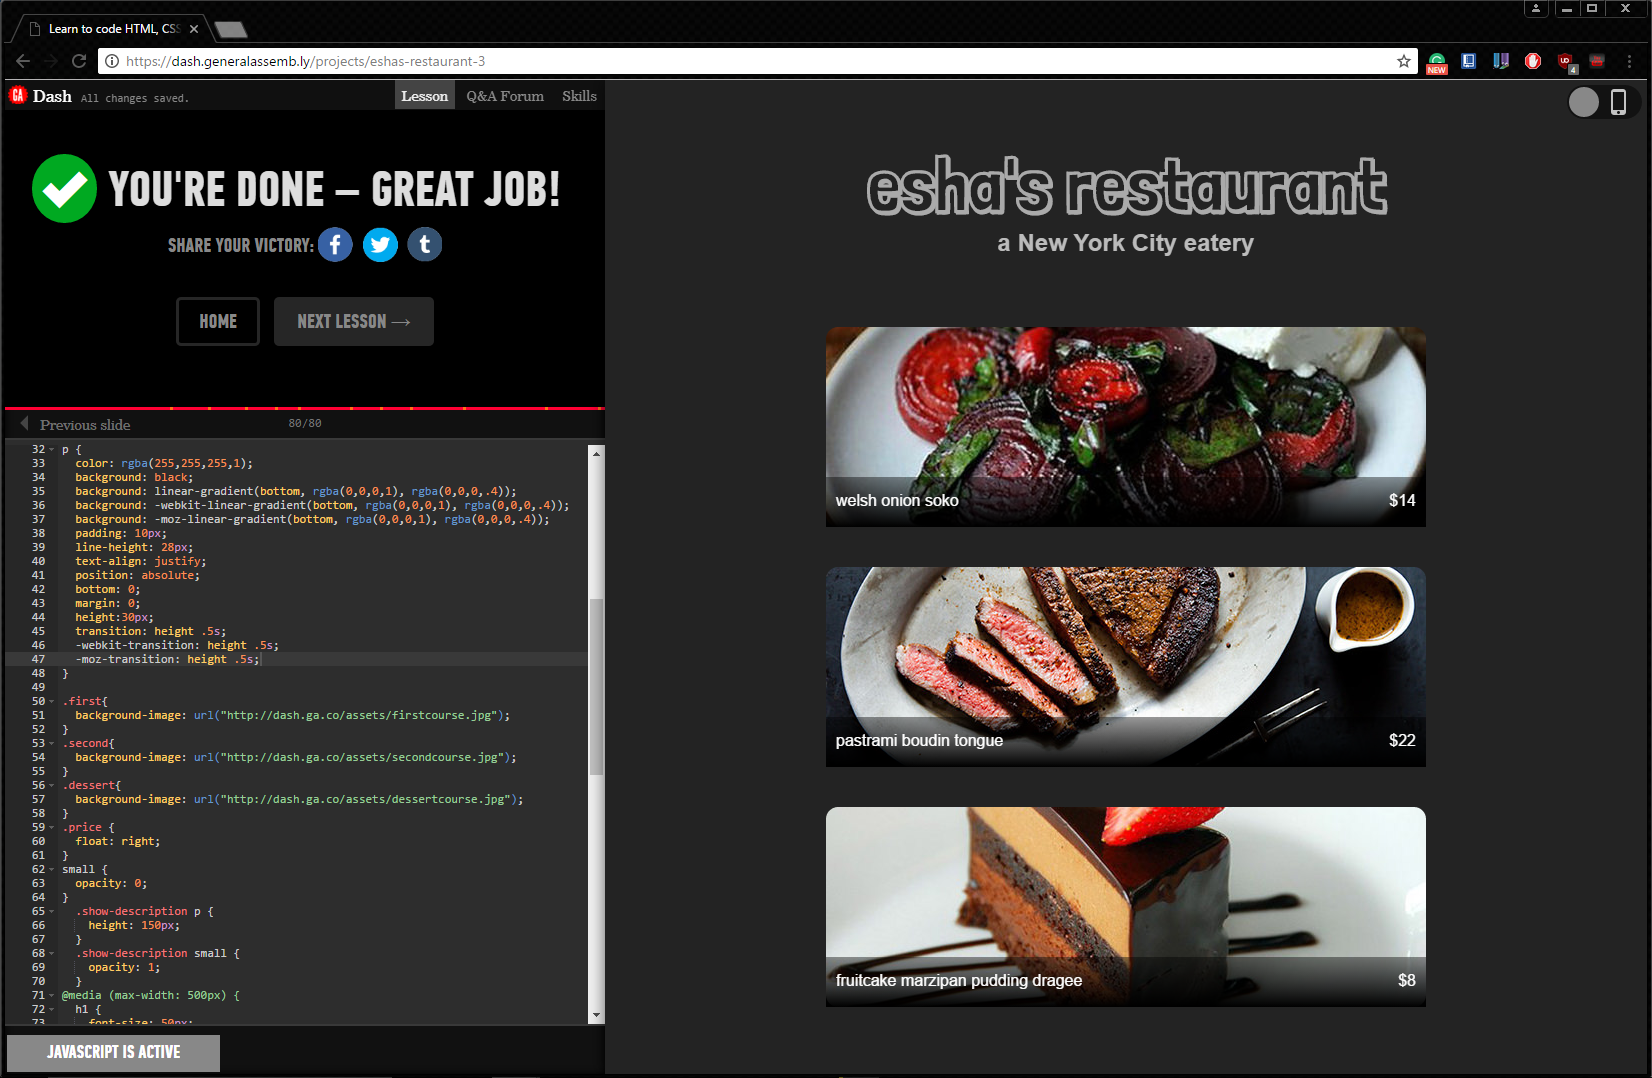 Learn to code HTML, CSS
https://dash.generalassemb.ly/projects/eshas-restaurant-3
NEW
4
GA Dash All changes saved.
Lesson Q&A Forum Skills
YOU'RE DONE — GREAT JOB!
SHARE YOUR VICTORY:
HOME NEXT LESSON →
Previous slide 80/80
32 p {
33 color: rgba(255,255,255,1);
34 background: black;
35 background: linear-gradient(bottom, rgba(0,0,0,1), rgba(0,0,0,.4));
36 background: -webkit-linear-gradient(bottom, rgba(0,0,0,1), rgba(0,0,0,.4));
37 background: -moz-linear-gradient(bottom, rgba(0,0,0,1), rgba(0,0,0,.4));
38 padding: 10px;
39 line-height: 28px;
40 text-align: justify;
41 position: absolute;
42 bottom: 0;
43 margin: 0;
44 height:30px;
45 transition: height .5s;
46 -webkit-transition: height .5s;
47 -moz-transition: height .5s;
48 }
49
50 .first{
51 background-image: url("http://dash.ga.co/assets/firstcourse.jpg");
52 }
53 .second{
54 background-image: url("http://dash.ga.co/assets/secondcourse.jpg");
55 }
56 .dessert{
57 background-image: url("http://dash.ga.co/assets/dessertcourse.jpg");
58 }
59 .price {
60 float: right;
61 }
62 small {
63 opacity: 0;
64 }
65 .show-description p {
66 height: 150px;
67 }
68 .show-description small {
69 opacity: 1;
70 }
71 @media (max-width: 500px) {
72 h1 {
73 font-size: 50px;
JAVASCRIPT IS ACTIVE
esha's restaurant
a New York City eatery
welsh onion soko $14
pastrami boudin tongue $22
fruitcake marzipan pudding dragee $8